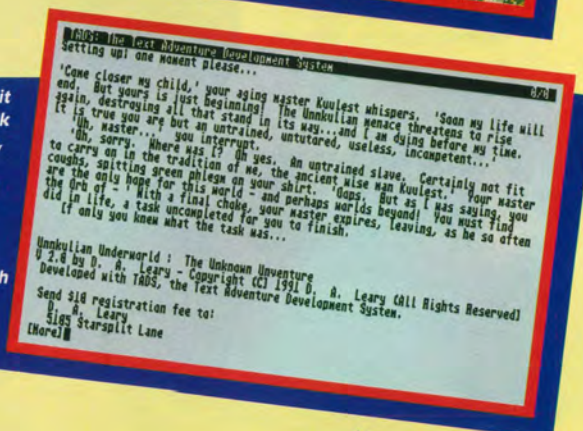 it
k
TADS: The Text Adventure Development System
0/0
Setting up: one moment please...
'Come closer my child,' your aging master Kuulest whispers. 'Soon my life will
end. But yours is just beginning! The Unnkulian menace threatens to rise
again, destroying all that stand in its way...and I am dying before my time.
It is true you are but an untrained, untutored, useless, incompetent...'
'Uh, master...' you interrupt.
'Oh, sorry. Where was I? Oh yes. An untrained slave. Certainly not fit
to carry on in the tradition of me, the ancient wise man Kuulest.' Your master
coughs, spitting green phlegm on your shirt. 'Oops. But as I was saying, you
are the only hope for this world - and perhaps worlds beyond! You must find
the Orb of - ' With a final choke, your master expires, leaving, as he so often
did in life, a task uncompleted for you to finish.
If only you knew what the task was...
Unnkulian Underworld : The Unknown Unventure
V 2.0 by D. A. Leary - Copyright (C) 1991 D. A. Leary (All Rights Reserved)
Developed with TADS, the Text Adventure Development System.
Send $10 registration fee to:
D. A. Leary
Starsplit Lane
[More]